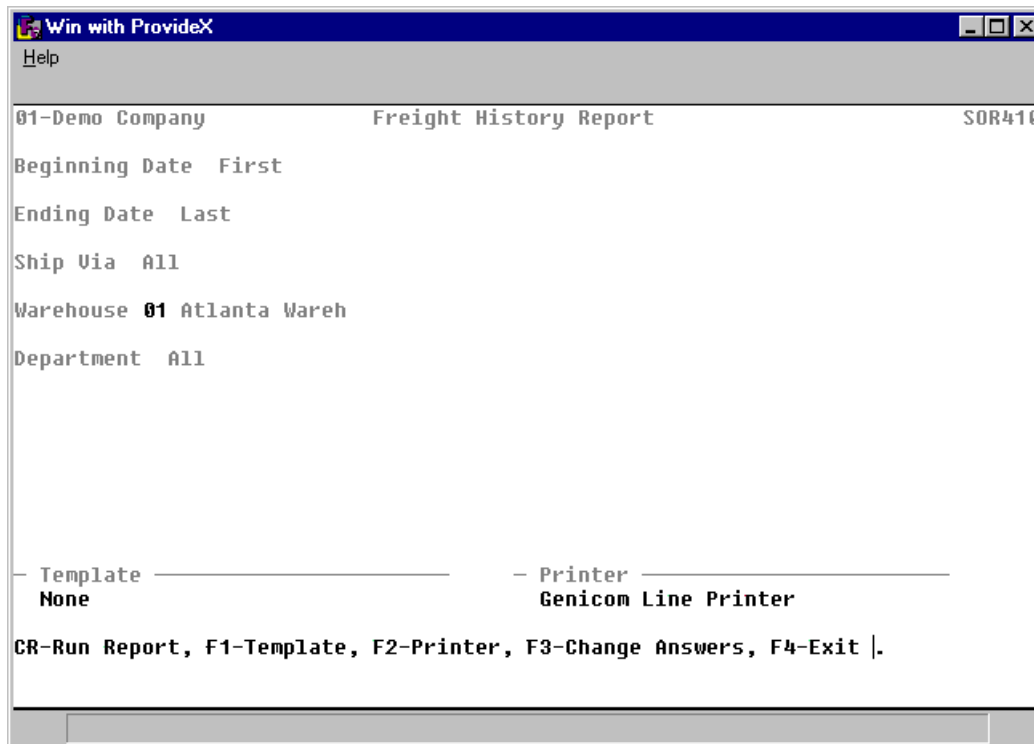 Win with ProvideX
Help
01-Demo Company Freight History Report SOR410
Beginning Date First
Ending Date Last
Ship Via All
Warehouse 01 Atlanta Wareh
Department All
Template Printer
None Genicom Line Printer
CR-Run Report, F1-Template, F2-Printer, F3-Change Answers, F4-Exit .